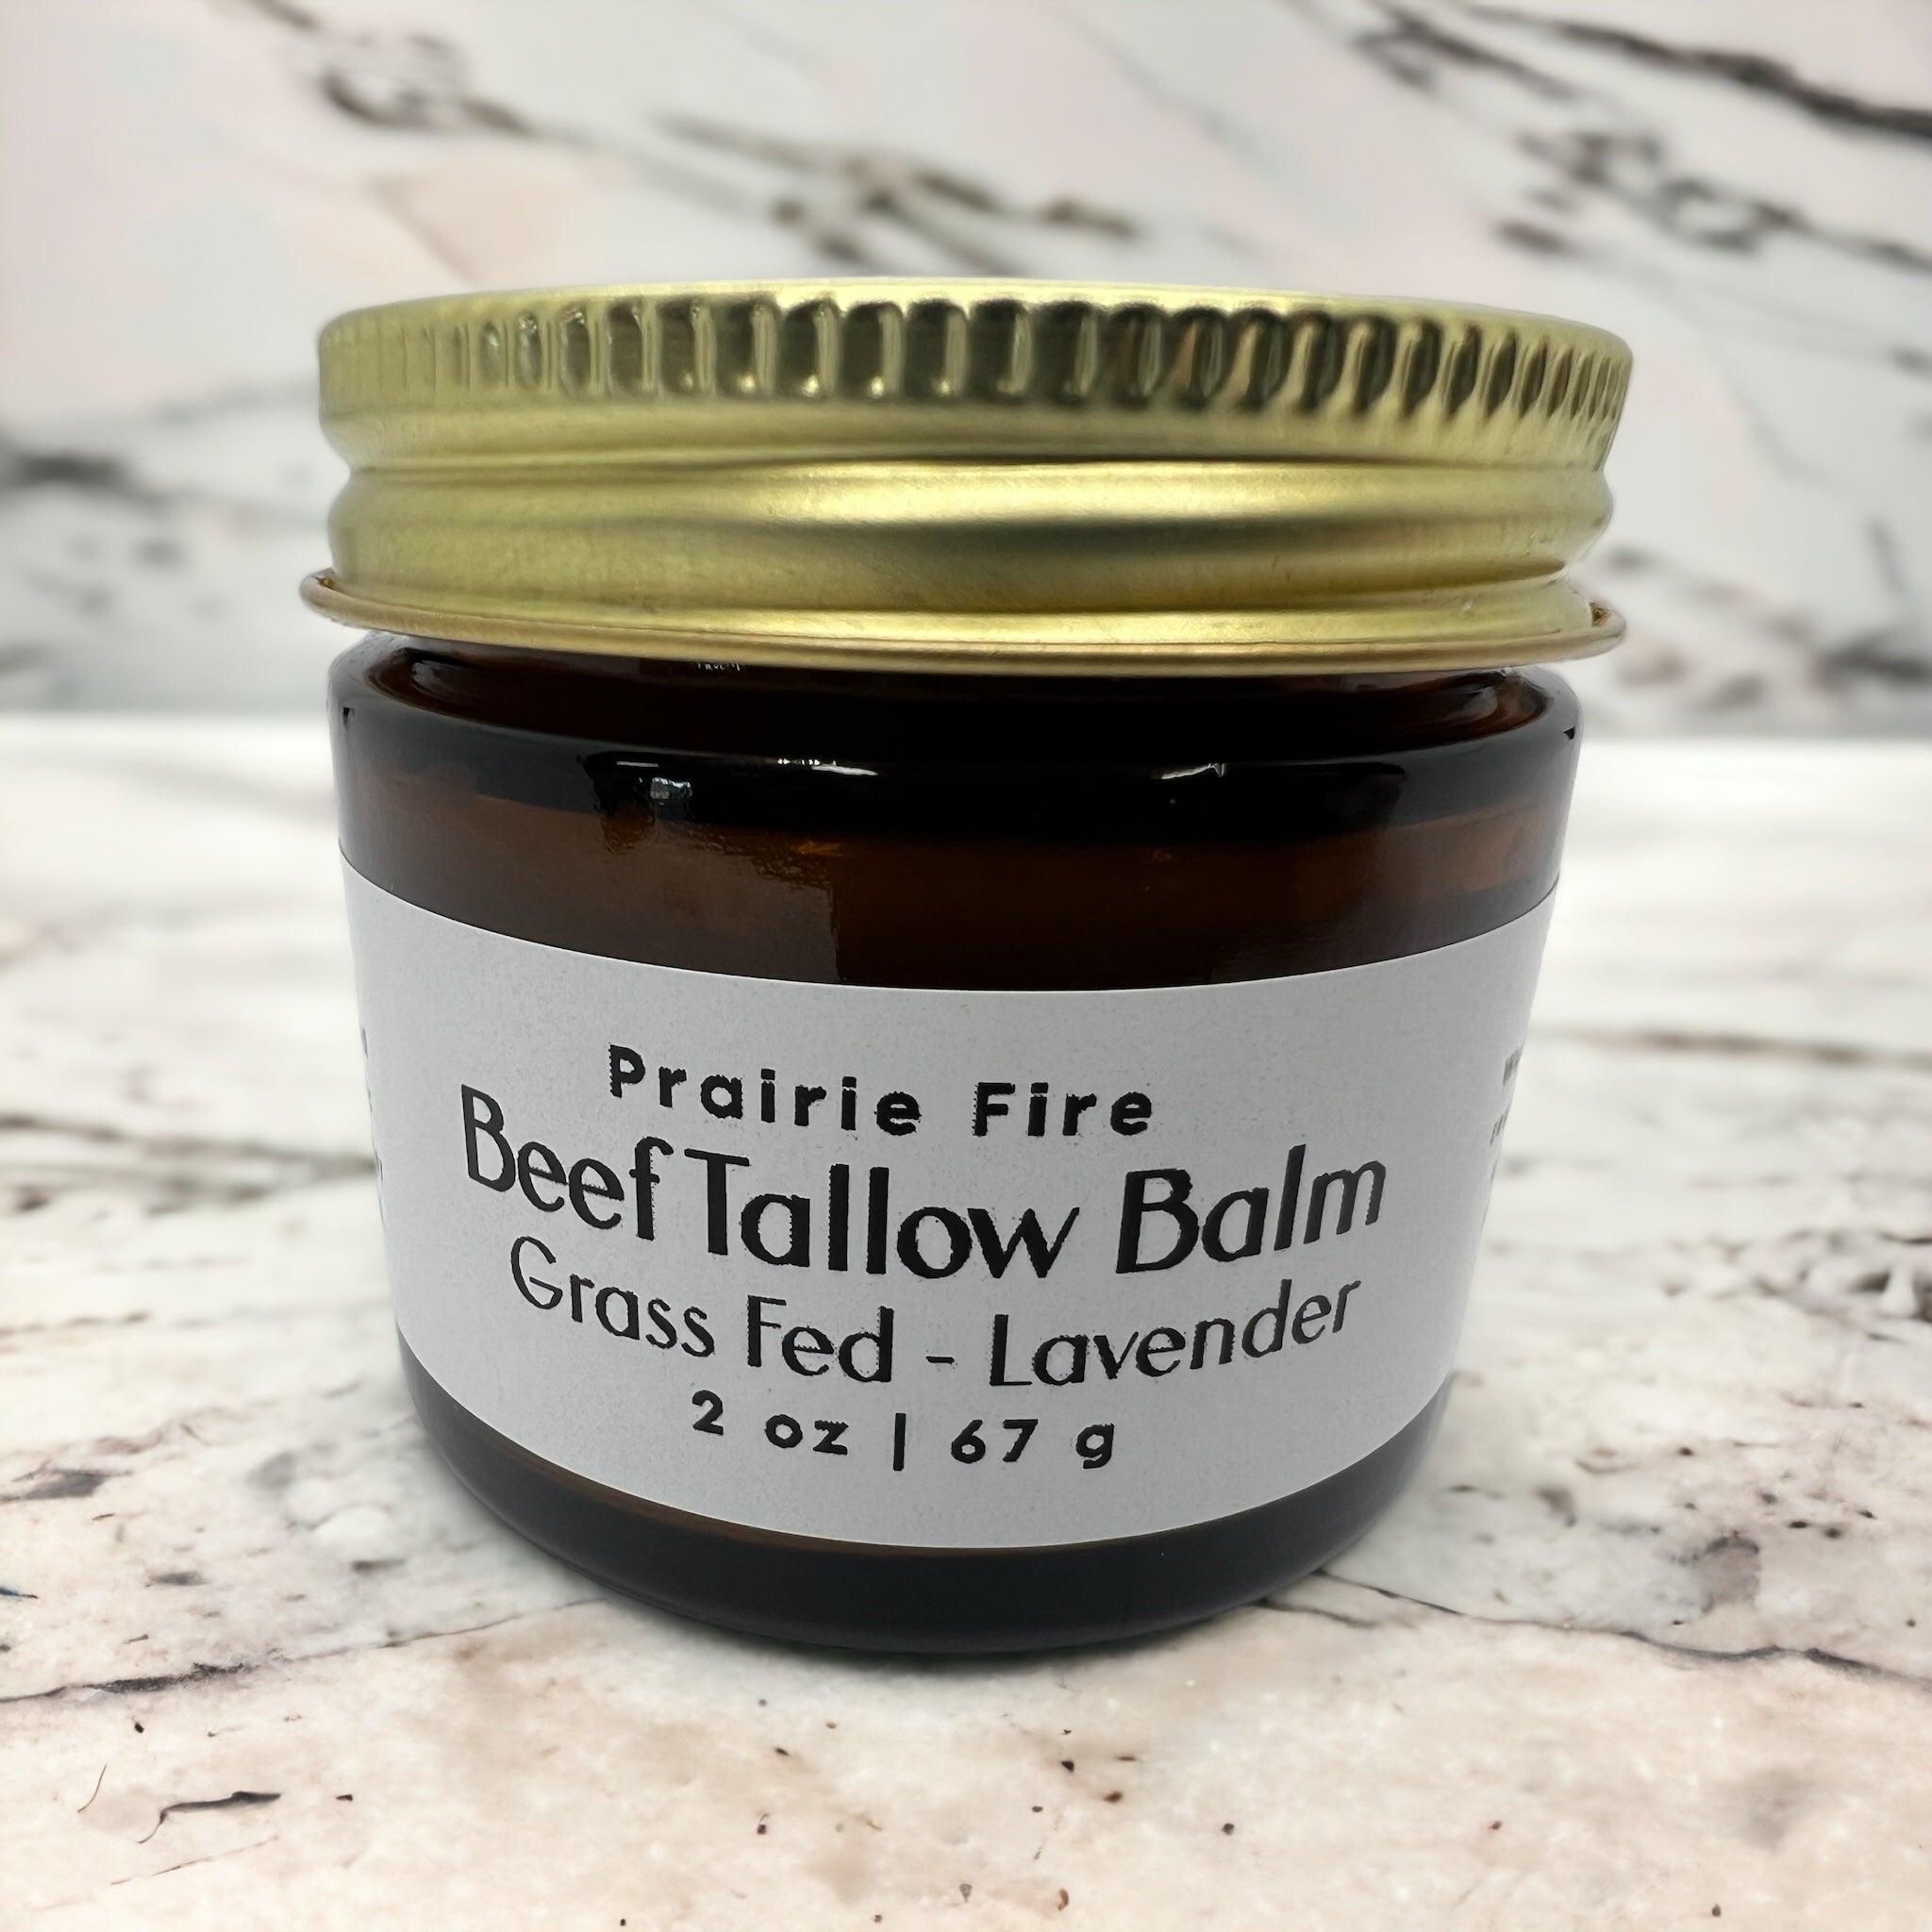 Prairie Fire
Beef Tallow Balm
Grass Fed - Lavender
2 oz | 67 g